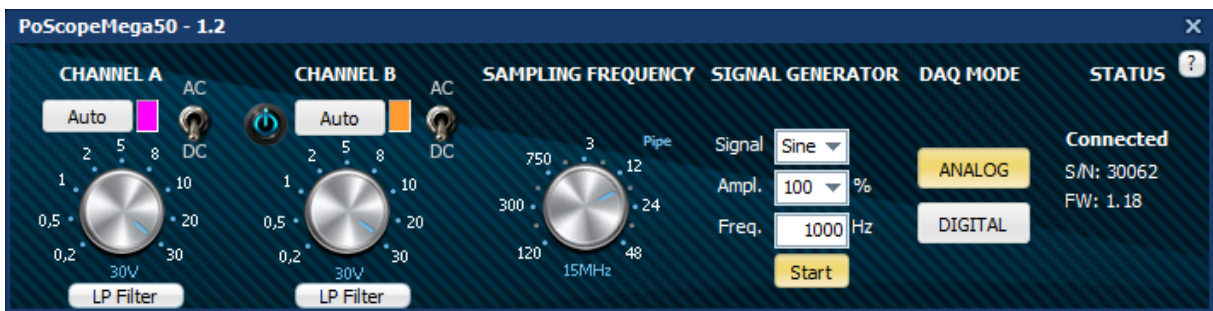 PoScopeMega50 - 1.2
?
CHANNEL A
AC
Auto
DC
0,2
0,5
1
2
5
8
10
20
30
30V
LP Filter
CHANNEL B
AC
Auto
DC
0,2
0,5
1
2
5
8
10
20
30
30V
LP Filter
SAMPLING FREQUENCY
Pipe
120
300
750
3
12
24
48
15MHz
SIGNAL GENERATOR
Signal Sine
Ampl. 100 %
Freq. 1000 Hz
Start
DAQ MODE
ANALOG
DIGITAL
STATUS
Connected
S/N: 30062
FW: 1.18